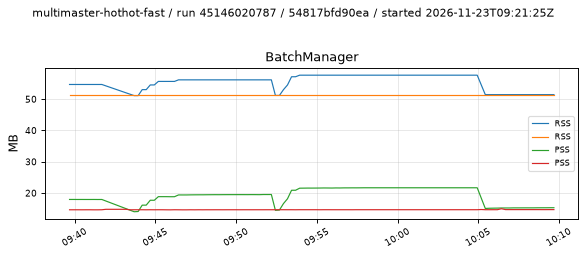 multimaster-hothot-fast / run 45146020787 / 54817bfd90ea / started 2026-11-23T09:21:25Z
BatchManager
MB
50
40
30
20
RSS
RSS
PSS
PSS
09:40
09:45
09:50
09:55
10:00
10:05
10:10